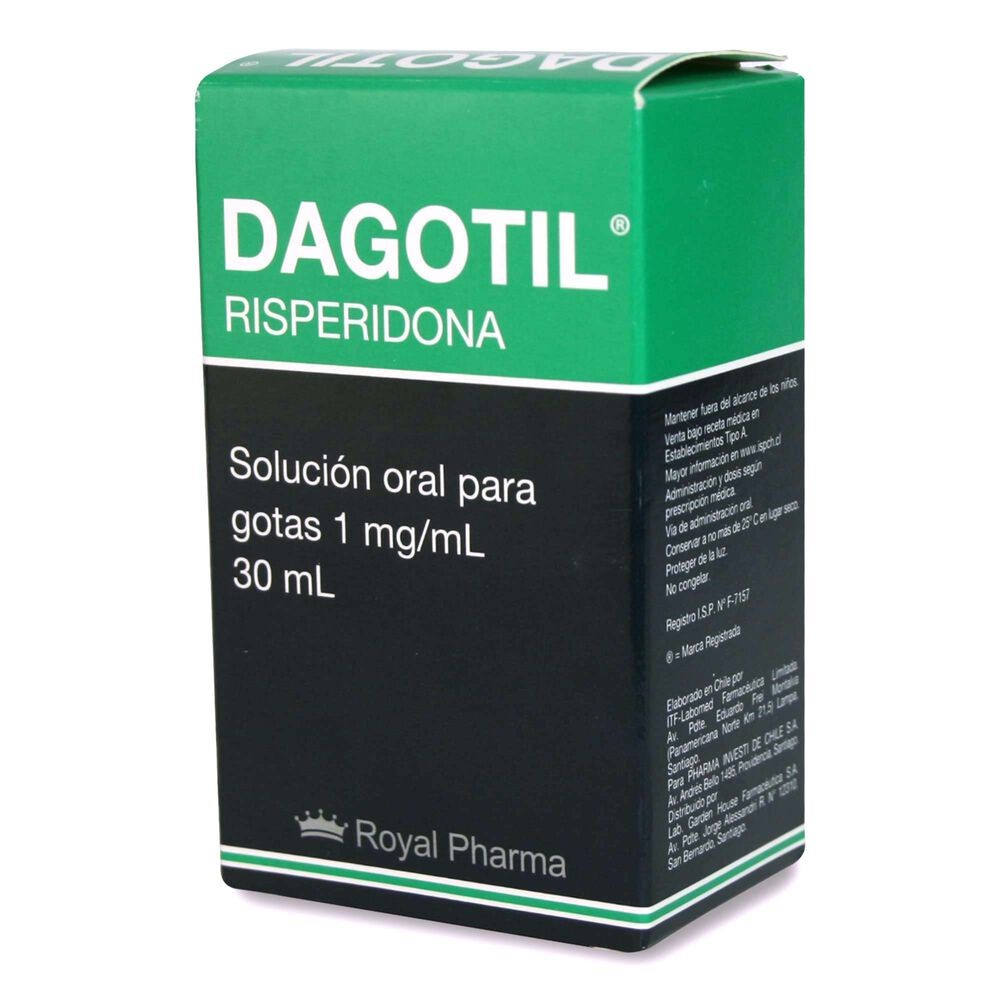 DAGOTIL
®
DAGOTIL®
RISPERIDONA
Solución oral para
gotas 1 mg/mL
30 mL
Royal Pharma
Mantener fuera del alcance de los niños.
Venta bajo receta médica en
Establecimientos Tipo A.
Mayor información en www.ispch.cl
Administración y dosis según
prescripción médica.
Vía de administración oral.
Conservar a no más de 25° C en lugar seco.
Proteger de la luz.
No congelar.
Registro I.S.P. N° F-7157
® = Marca Registrada
Elaborado en Chile por
ITF-Labomed Farmacéutica Limitada.
Av. Pdte. Eduardo Frei Montalva
(Panamericana Norte Km 21,5) Lampa,
Santiago.
Para PHARMA INVESTI DE CHILE S.A.
Av. Andrés Bello 1495, Providencia, Santiago.
Distribuido por
Lab. Garden House Farmacéutica S.A.
Av. Pdte. Jorge Alessandri R. N° 12310,
San Bernardo, Santiago.